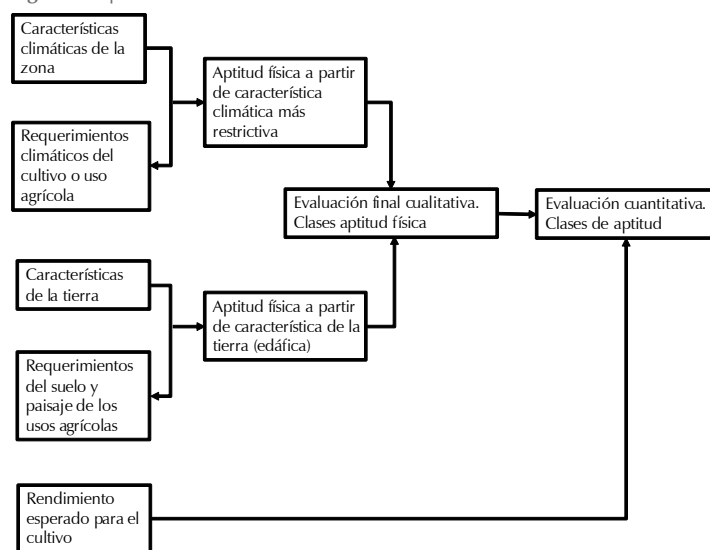 Características
climáticas de la
zona
Requerimientos
climáticos del
cultivo o uso
agrícola
Aptitud física a partir
de característica
climática más
restrictiva
Evaluación final cualitativa.
Clases aptitud física
Evaluación cuantitativa.
Clases de aptitud
Características
de la tierra
Requerimientos
del suelo y
paisaje de los
usos agrícolas
Aptitud física a partir
de característica de la
tierra (edáfica)
Rendimiento
esperado para el
cultivo